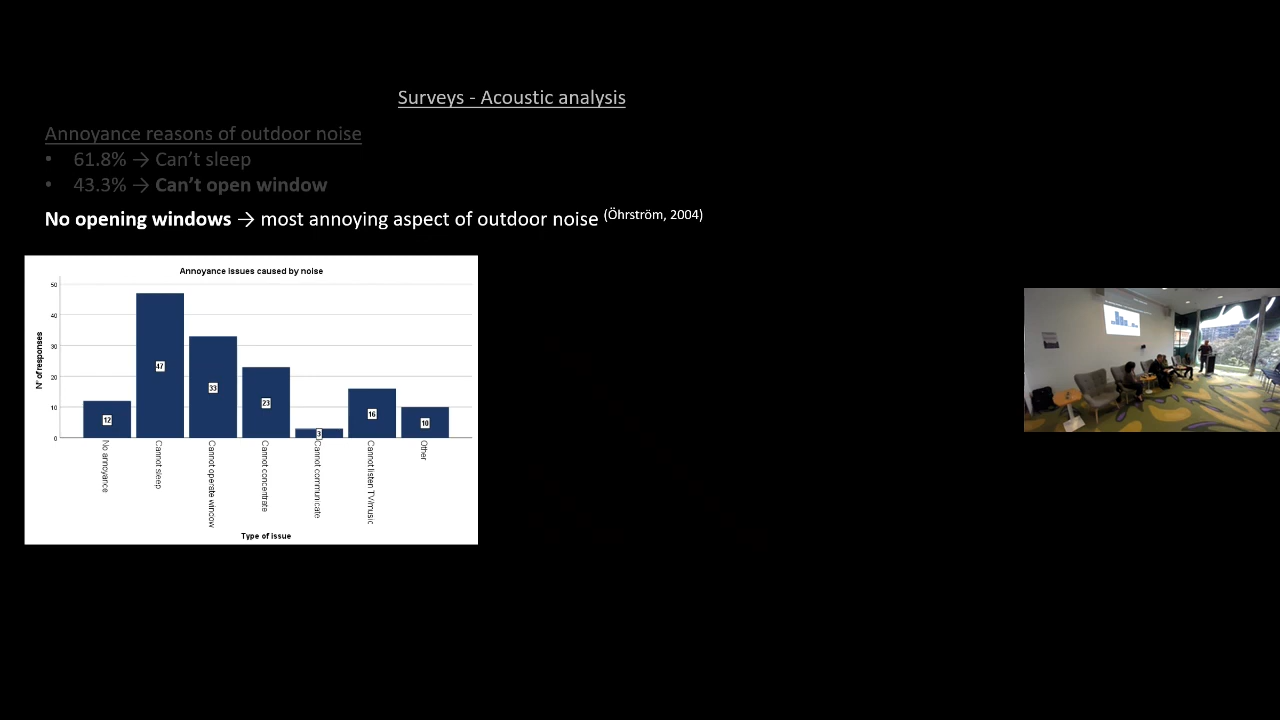 Surveys - Acoustic analysis
Annoyance reasons of outdoor noise
• 61.8% → Can't sleep
• 43.3% → Can't open window
No opening windows → most annoying aspect of outdoor noise (Öhrström, 2004)
Annoyance issues caused by noise
N° of responses
50
40
30
20
10
0
12
47
33
23
3
16
10
No annoyance
Cannot sleep
Cannot operate window
Cannot concentrate
Cannot communicate
Cannot listen TV/music
Other
Type of issue